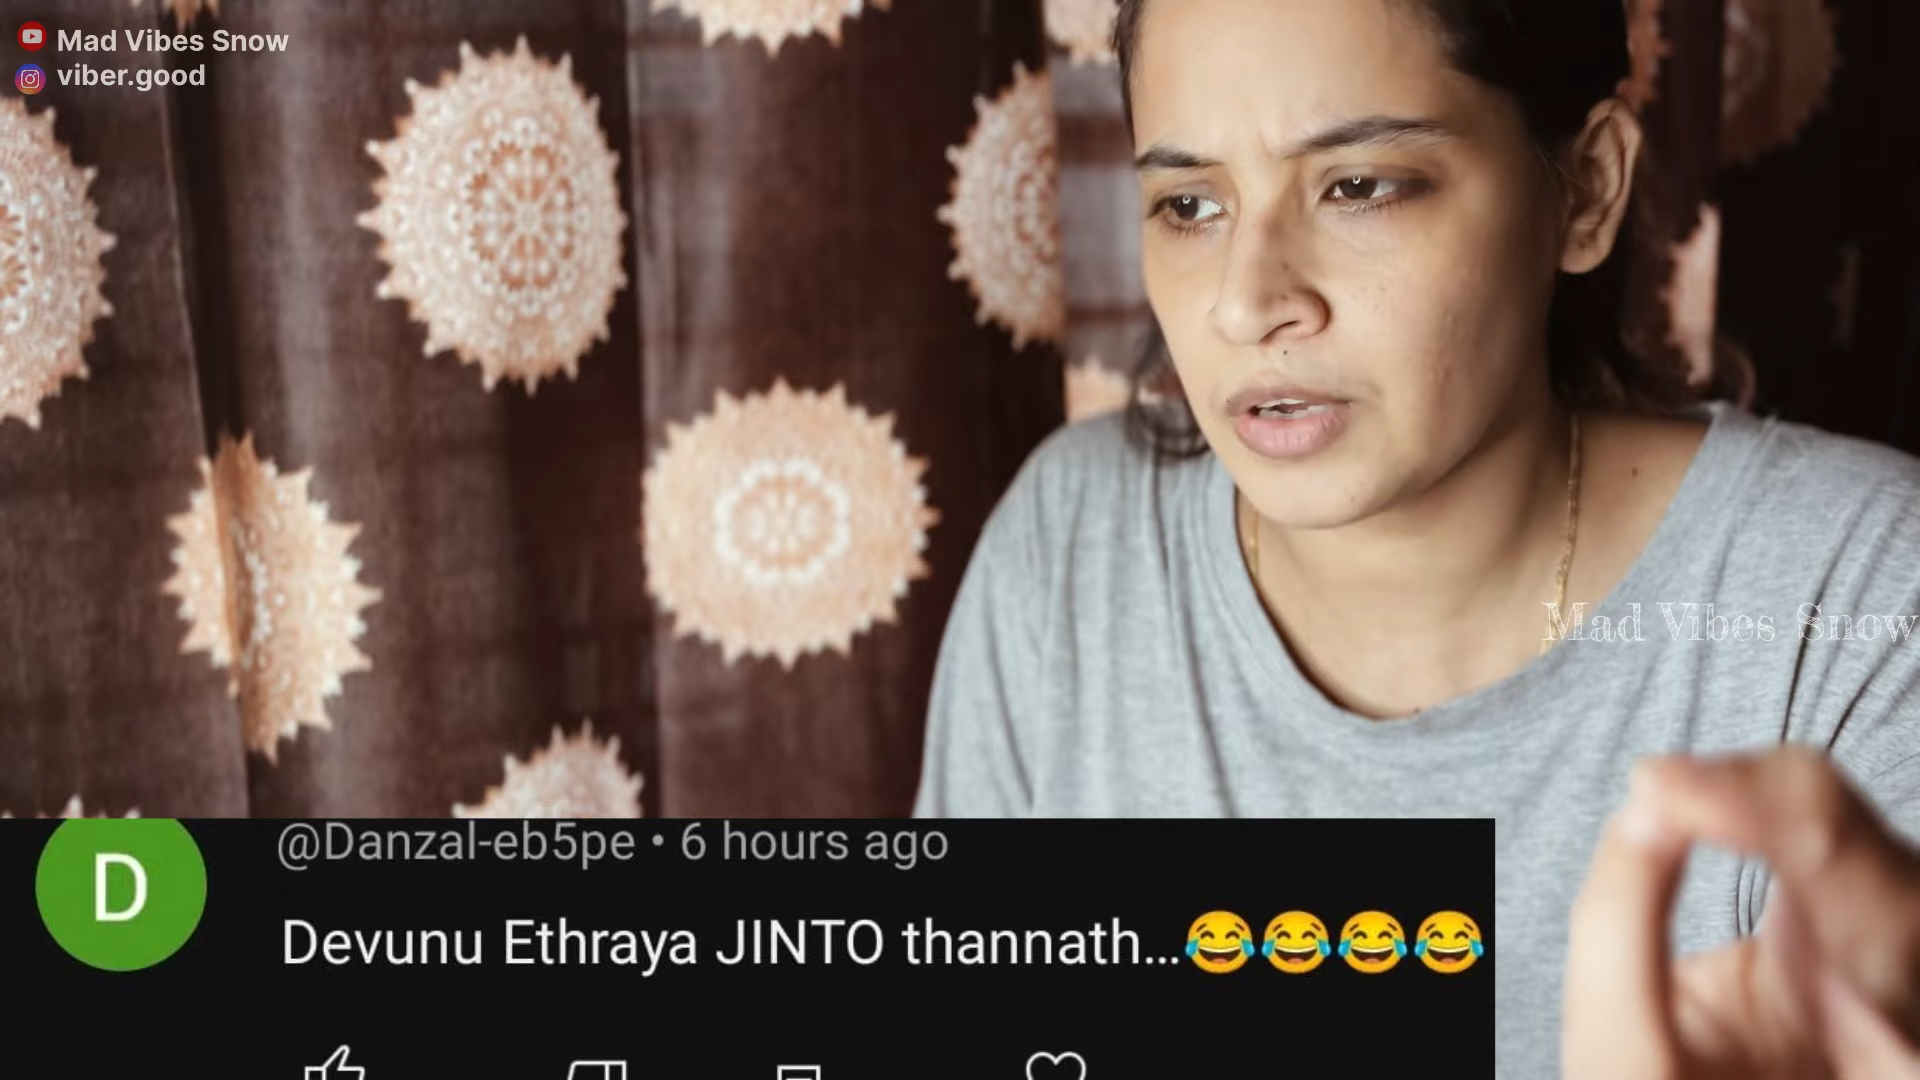 Mad Vibes Snow
viber.good
Mad Vibes Snow
D
@Danzal-eb5pe • 6 hours ago
Devunu Ethraya JINTO thannath...😂😂😂😂